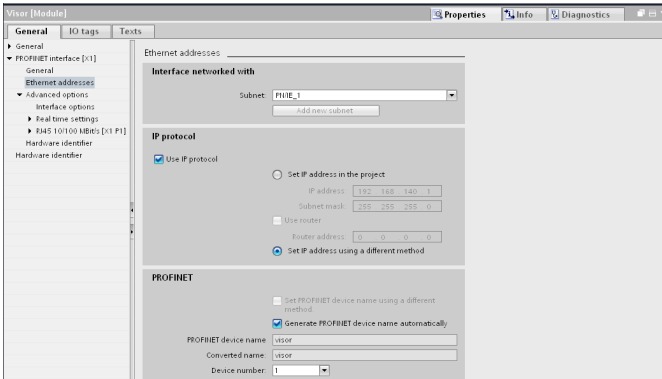 Visor [Module]
Properties
Info
Diagnostics
General
IO tags
Texts
General
PROFINET interface [X1]
General
Ethernet addresses
Advanced options
Interface options
Real time settings
RJ45 10/100 MBit/s [X1 P1]
Hardware identifier
Hardware identifier
Ethernet addresses
Interface networked with
Subnet: PN/IE_1
Add new subnet
IP protocol
Use IP protocol
Set IP address in the project
IP address: 192 168 140 1
Subnet mask: 255 255 255 0
Use router
Router address: 0 0 0 0
Set IP address using a different method
PROFINET
Set PROFINET device name using a different
method
Generate PROFINET device name automatically
PROFINET device name visor
Converted name: visor
Device number: 1